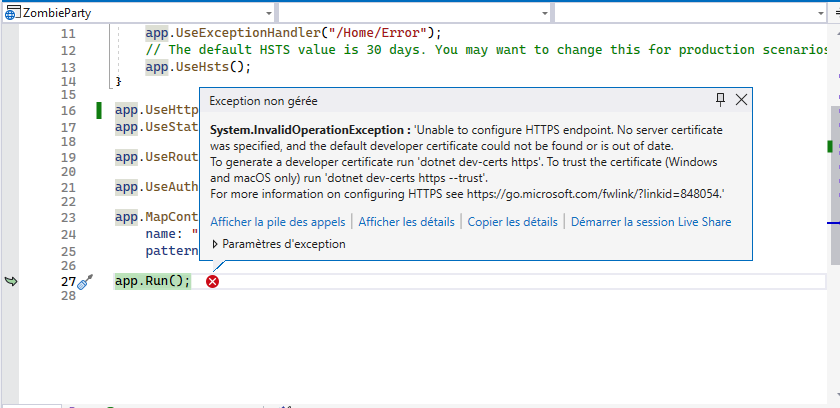 ZombieParty
11 app.UseExceptionHandler("/Home/Error");
12 // The default HSTS value is 30 days. You may want to change this for production scenarios
13 app.UseHsts();
14 }
15
16 app.UseHttp
17 app.UseStat
18
19 app.UseRout
20
21 app.UseAuth
22
23 app.MapCont
24 name: "
25 pattern
26
27 app.Run();
28
Exception non gérée
System.InvalidOperationException : 'Unable to configure HTTPS endpoint. No server certificate
was specified, and the default developer certificate could not be found or is out of date.
To generate a developer certificate run 'dotnet dev-certs https'. To trust the certificate (Windows
and macOS only) run 'dotnet dev-certs https --trust'.
For more information on configuring HTTPS see https://go.microsoft.com/fwlink/?linkid=848054.'
Afficher la pile des appels | Afficher les détails | Copier les détails | Démarrer la session Live Share
Paramètres d'exception